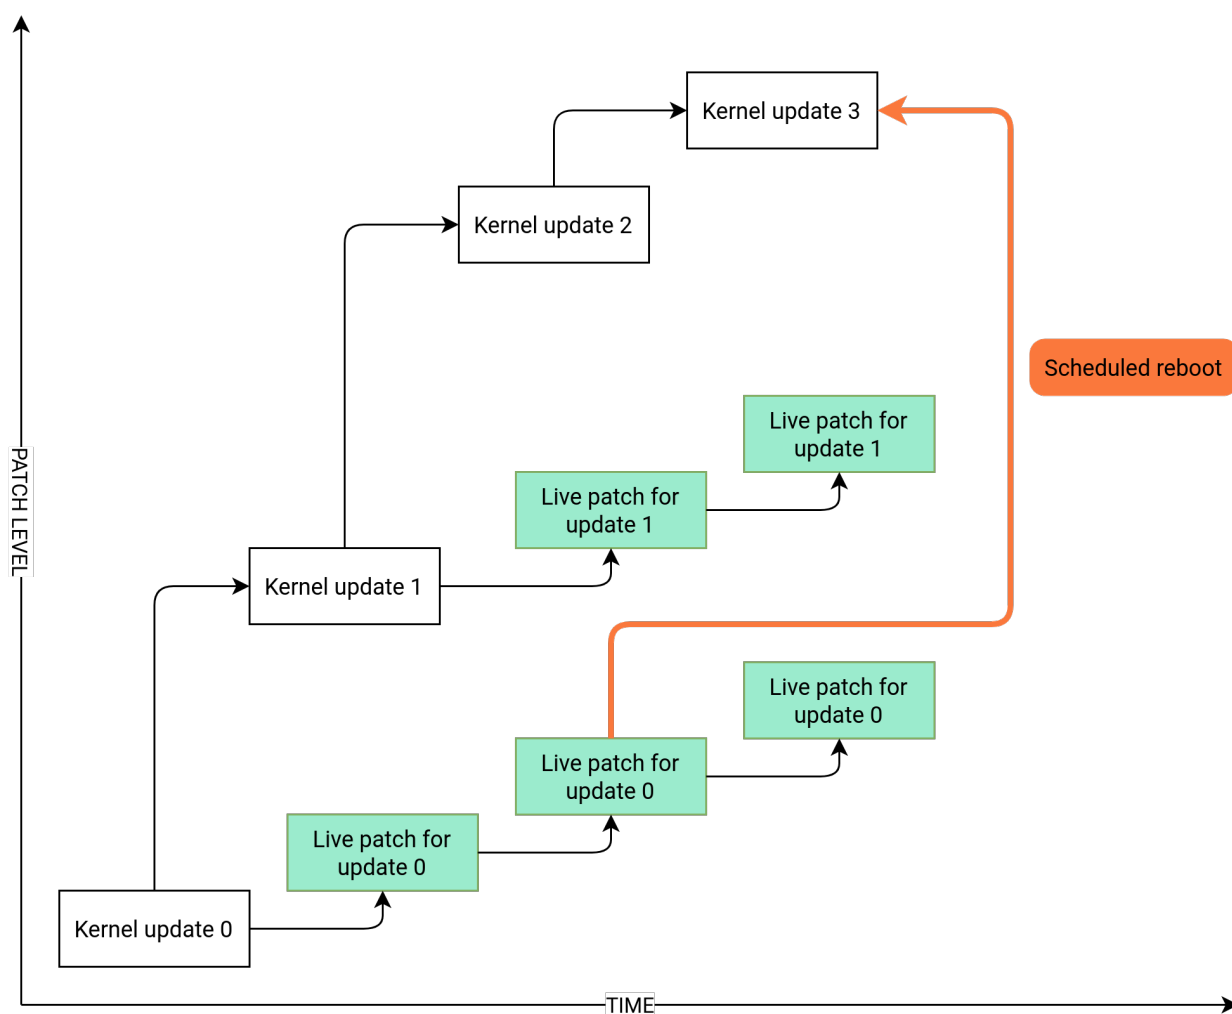 Kernel update 3
Kernel update 2
Scheduled reboot
Live patch for
update 1
Live patch for
update 1
PATCH LEVEL
Kernel update 1
Live patch for
update 0
Live patch for
update 0
Live patch for
update 0
Kernel update 0
TIME